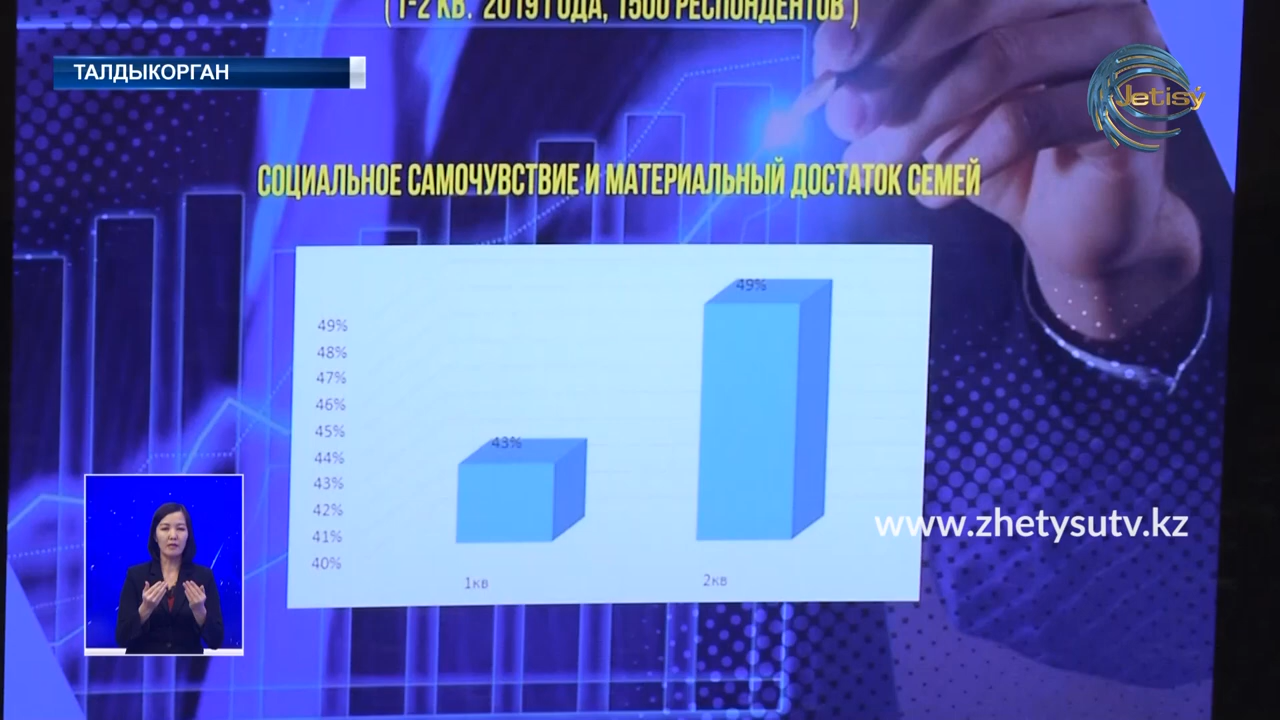 ( 1-2 КВ. 2019 ГОДА, 1500 РЕСПОНДЕНТОВ )
ТАЛДЫКОРГАН
Jetisý
СОЦИАЛЬНОЕ САМОЧУВСТВИЕ И МАТЕРИАЛЬНЫЙ ДОСТАТОК СЕМЕЙ
49%
49%
48%
47%
46%
45%
43%
44%
43%
42%
41%
40%
www.zhetysutv.kz
1кв
2кв